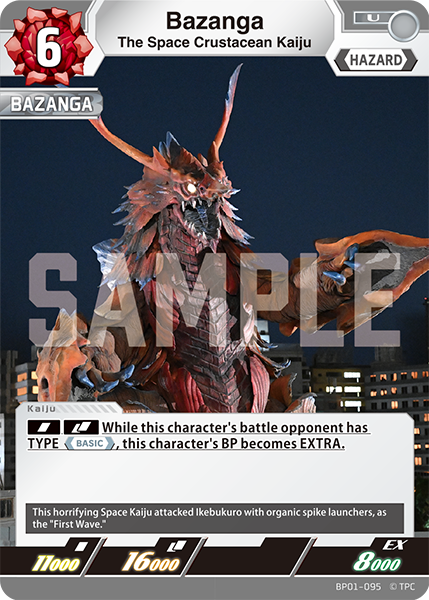 6
Bazanga
The Space Crustacean Kaiju
U
HAZARD
BAZANGA
SAMPLE
Kaiju
While this character's battle opponent has
TYPE BASIC, this character's BP becomes EXTRA.
This horrifying Space Kaiju attacked Ikebukuro with organic spike launchers, as
the "First Wave."
11000 16000 EX 8000
BP01-095 © TPC